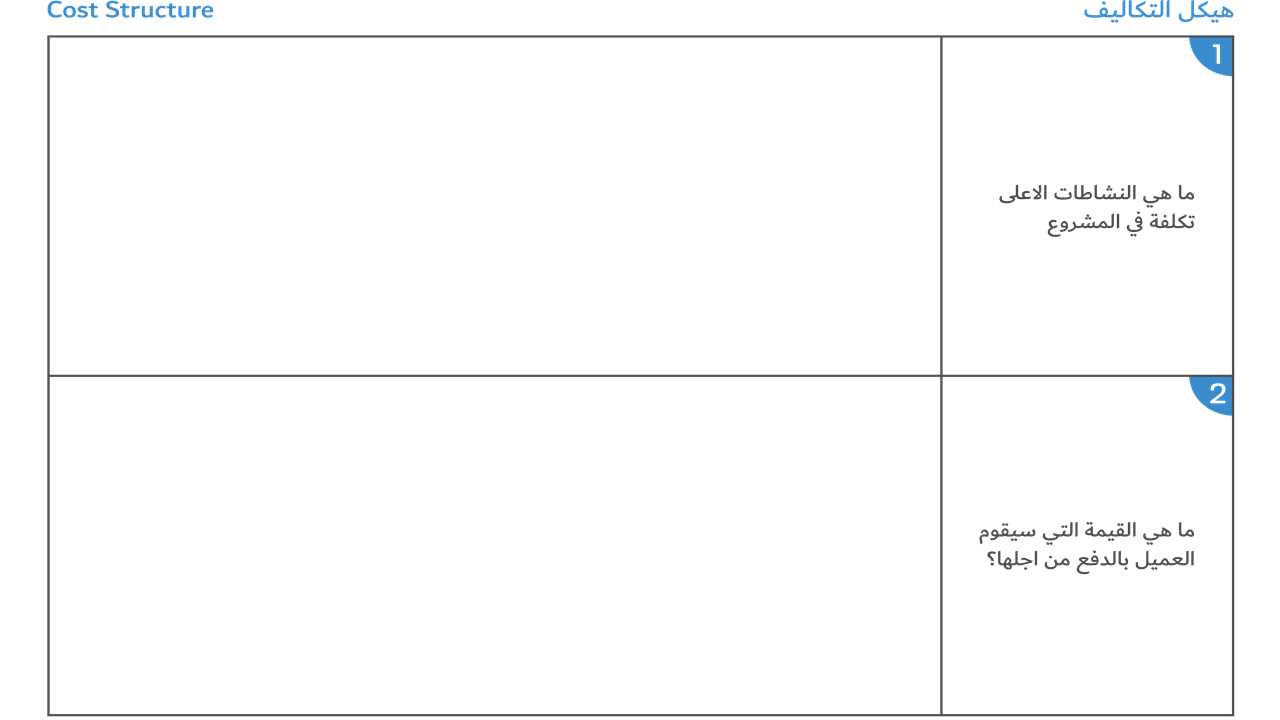 هيكل التكاليف
Cost Structure
1
ما هي النشاطات الاعلى
تكلفة في المشروع
2
ما هي القيمة التي سيقوم
العميل بالدفع من اجلها؟